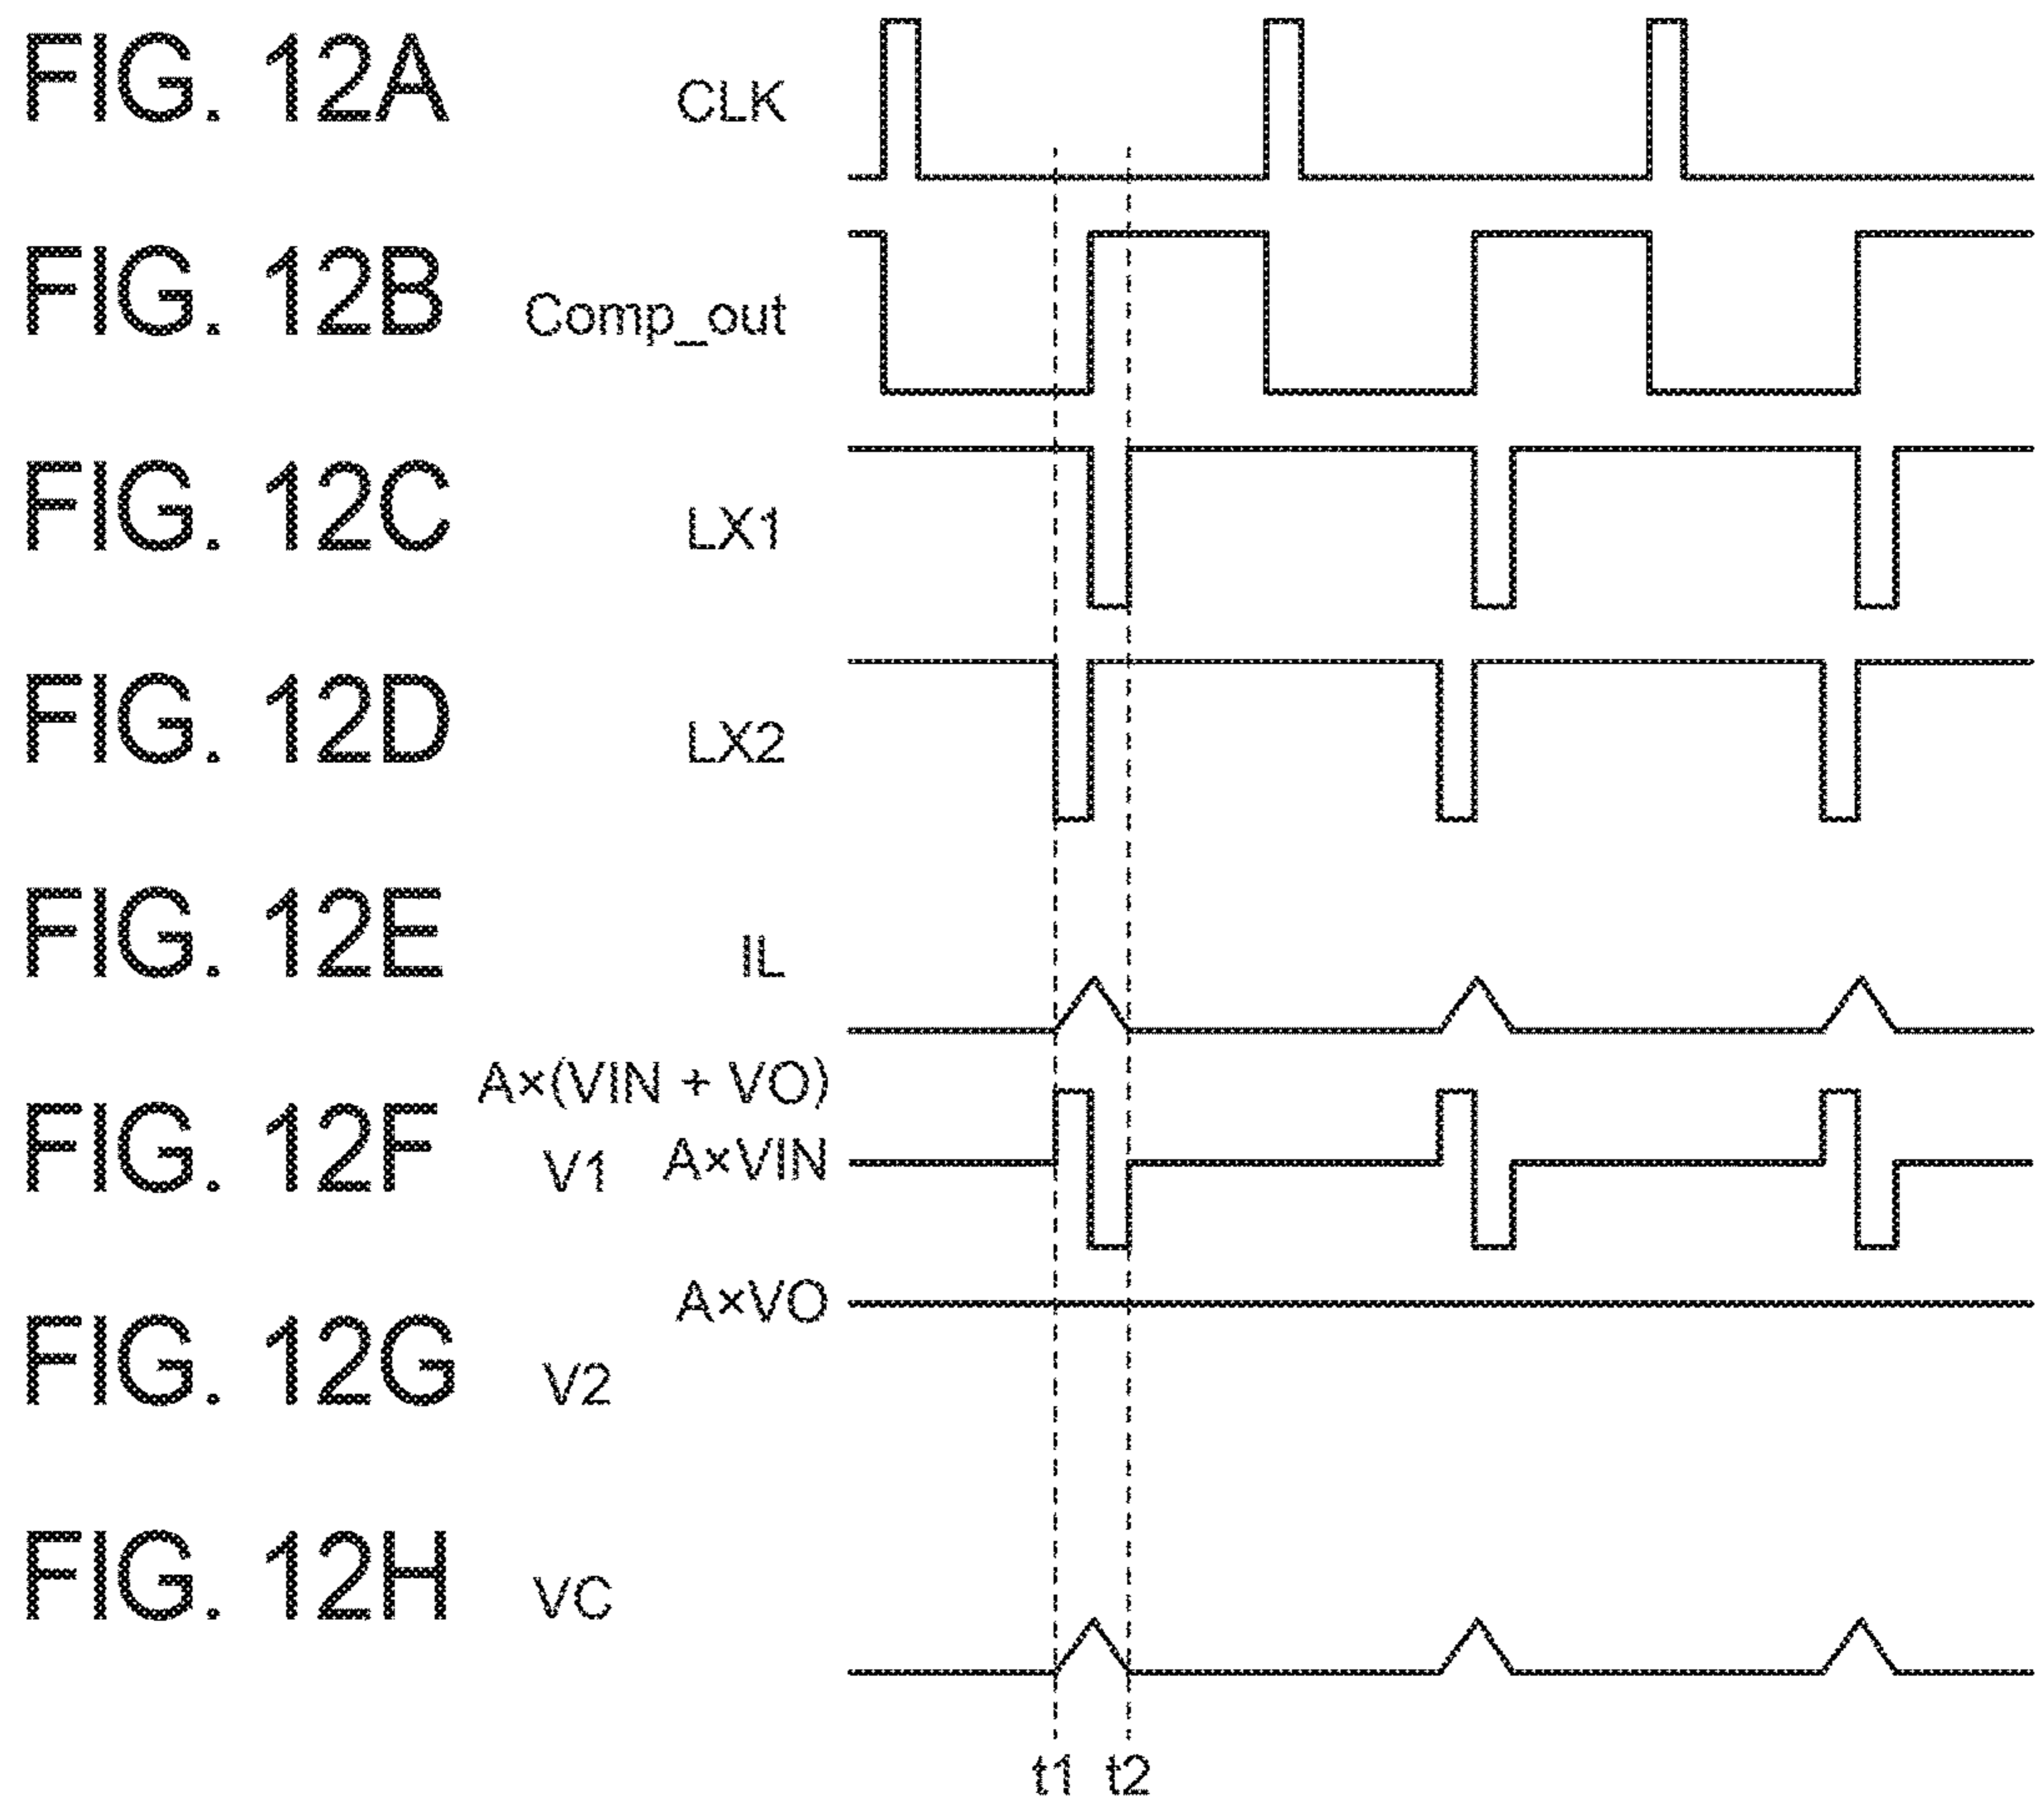 FIG. 12A CLK
FIG. 12B Comp_out
FIG. 12C LX1
FIG. 12D LX2
FIG. 12E IL
A×(VIN + VO)
FIG. 12F V1 A×VIN
A×VO
FIG. 12G V2
FIG. 12H VC
t1 t2